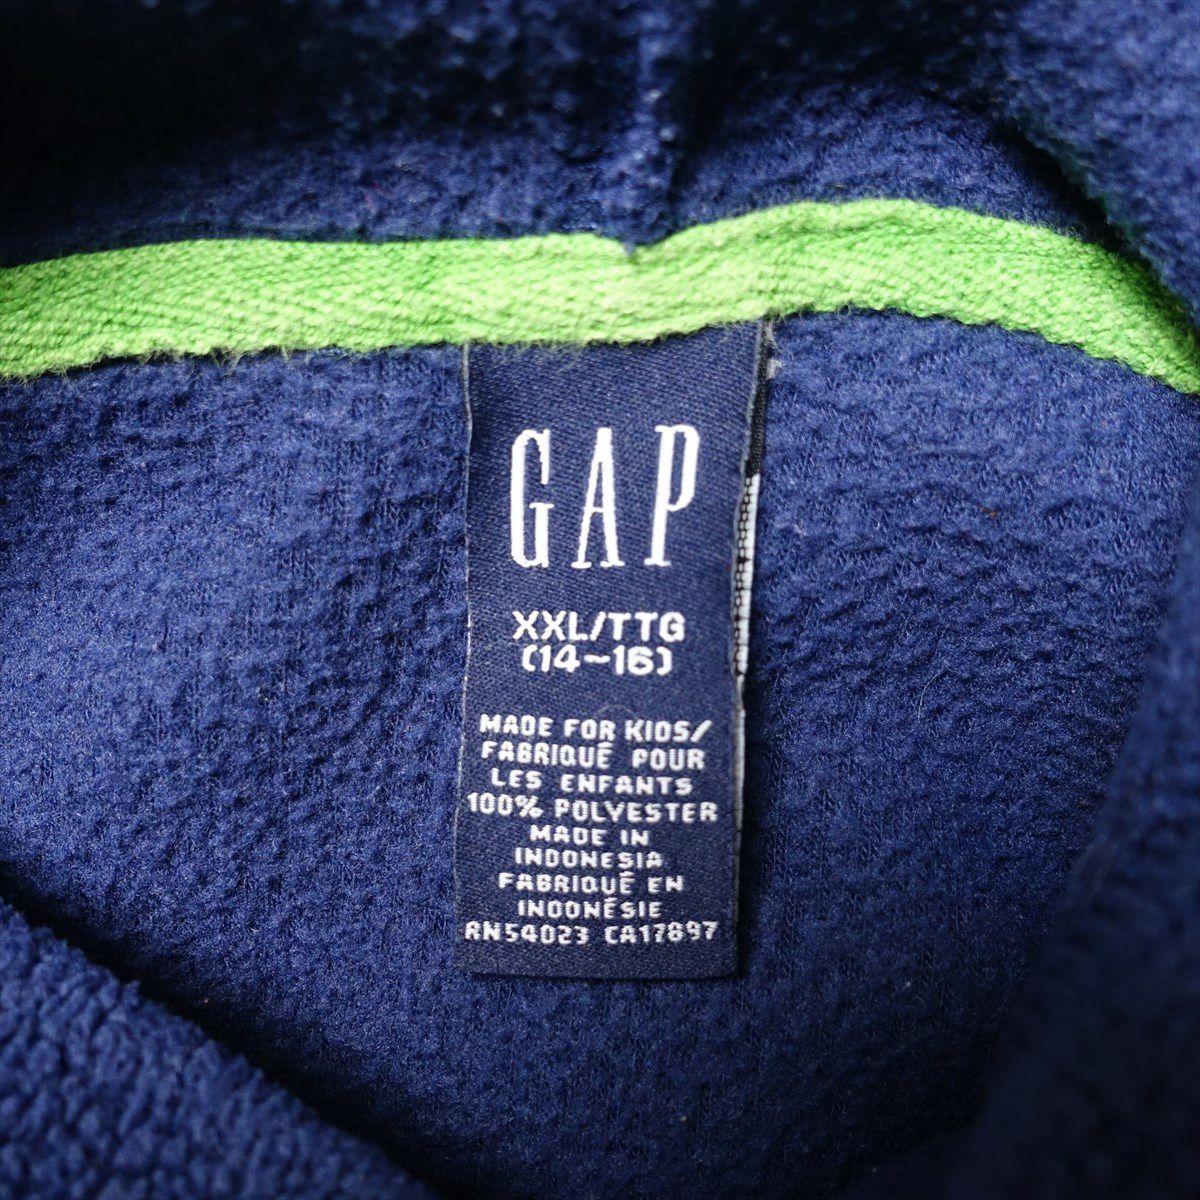 GAP
XXL/TTG
(14-16)
MADE FOR KIDS/
FABRIQUÉ POUR
LES ENFANTS
100% POLYESTER
MADE IN
INDONESIA
FABRIQUÉ EN
INDONÉSIE
RN54023 CA17897